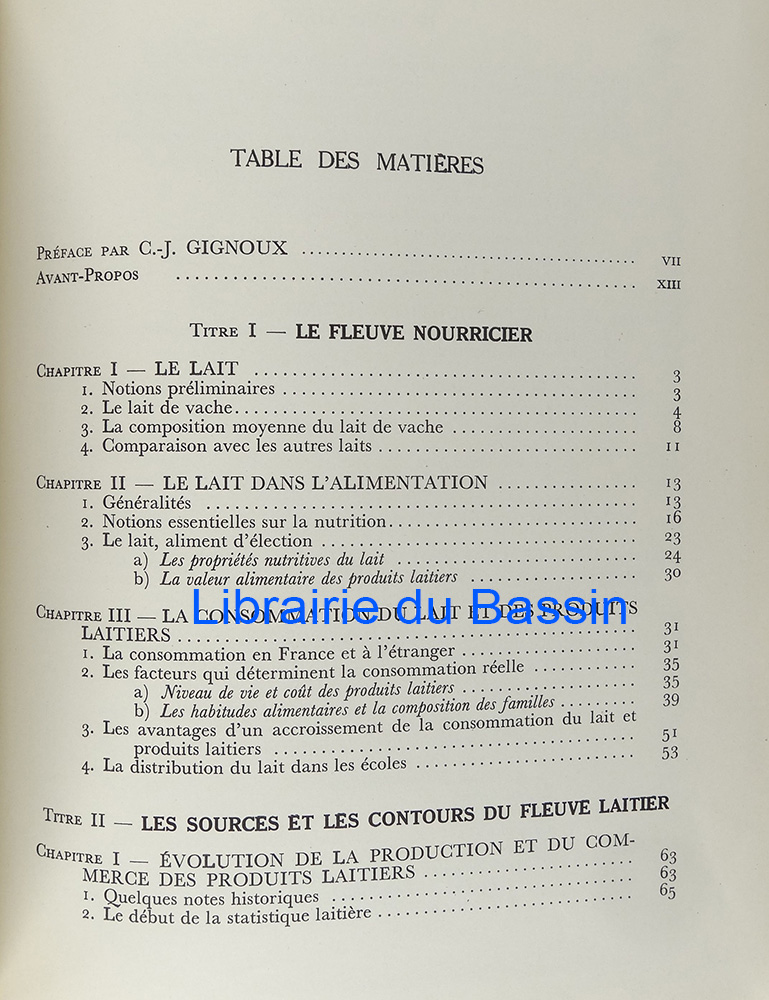 TABLE DES MATIÈRES
Préface par C.-J. GIGNOUX ........ VII
Avant-Propos ........ XIII
Titre I — LE FLEUVE NOURRICIER
Chapitre I — LE LAIT ........ 3
1. Notions préliminaires ........ 3
2. Le lait de vache ........ 4
3. La composition moyenne du lait de vache ........ 8
4. Comparaison avec les autres laits ........ 11
Chapitre II — LE LAIT DANS L'ALIMENTATION ........ 13
1. Généralités ........ 13
2. Notions essentielles sur la nutrition ........ 16
3. Le lait, aliment d'élection ........ 23
a) Les propriétés nutritives du lait ........ 24
b) La valeur alimentaire des produits laitiers ........ 30
Librairie du Bassin
Chapitre III — LA CONSOMMATION DU LAIT ET DES PRODUITS
LAITIERS ........ 31
1. La consommation en France et à l'étranger ........ 31
2. Les facteurs qui déterminent la consommation réelle ........ 35
a) Niveau de vie et coût des produits laitiers ........ 35
b) Les habitudes alimentaires et la composition des familles ........ 39
3. Les avantages d'un accroissement de la consommation du lait et
produits laitiers ........ 51
4. La distribution du lait dans les écoles ........ 53
Titre II — LES SOURCES ET LES CONTOURS DU FLEUVE LAITIER
Chapitre I — ÉVOLUTION DE LA PRODUCTION ET DU COM-
MERCE DES PRODUITS LAITIERS ........ 63
1. Quelques notes historiques ........ 63
2. Le début de la statistique laitière ........ 65